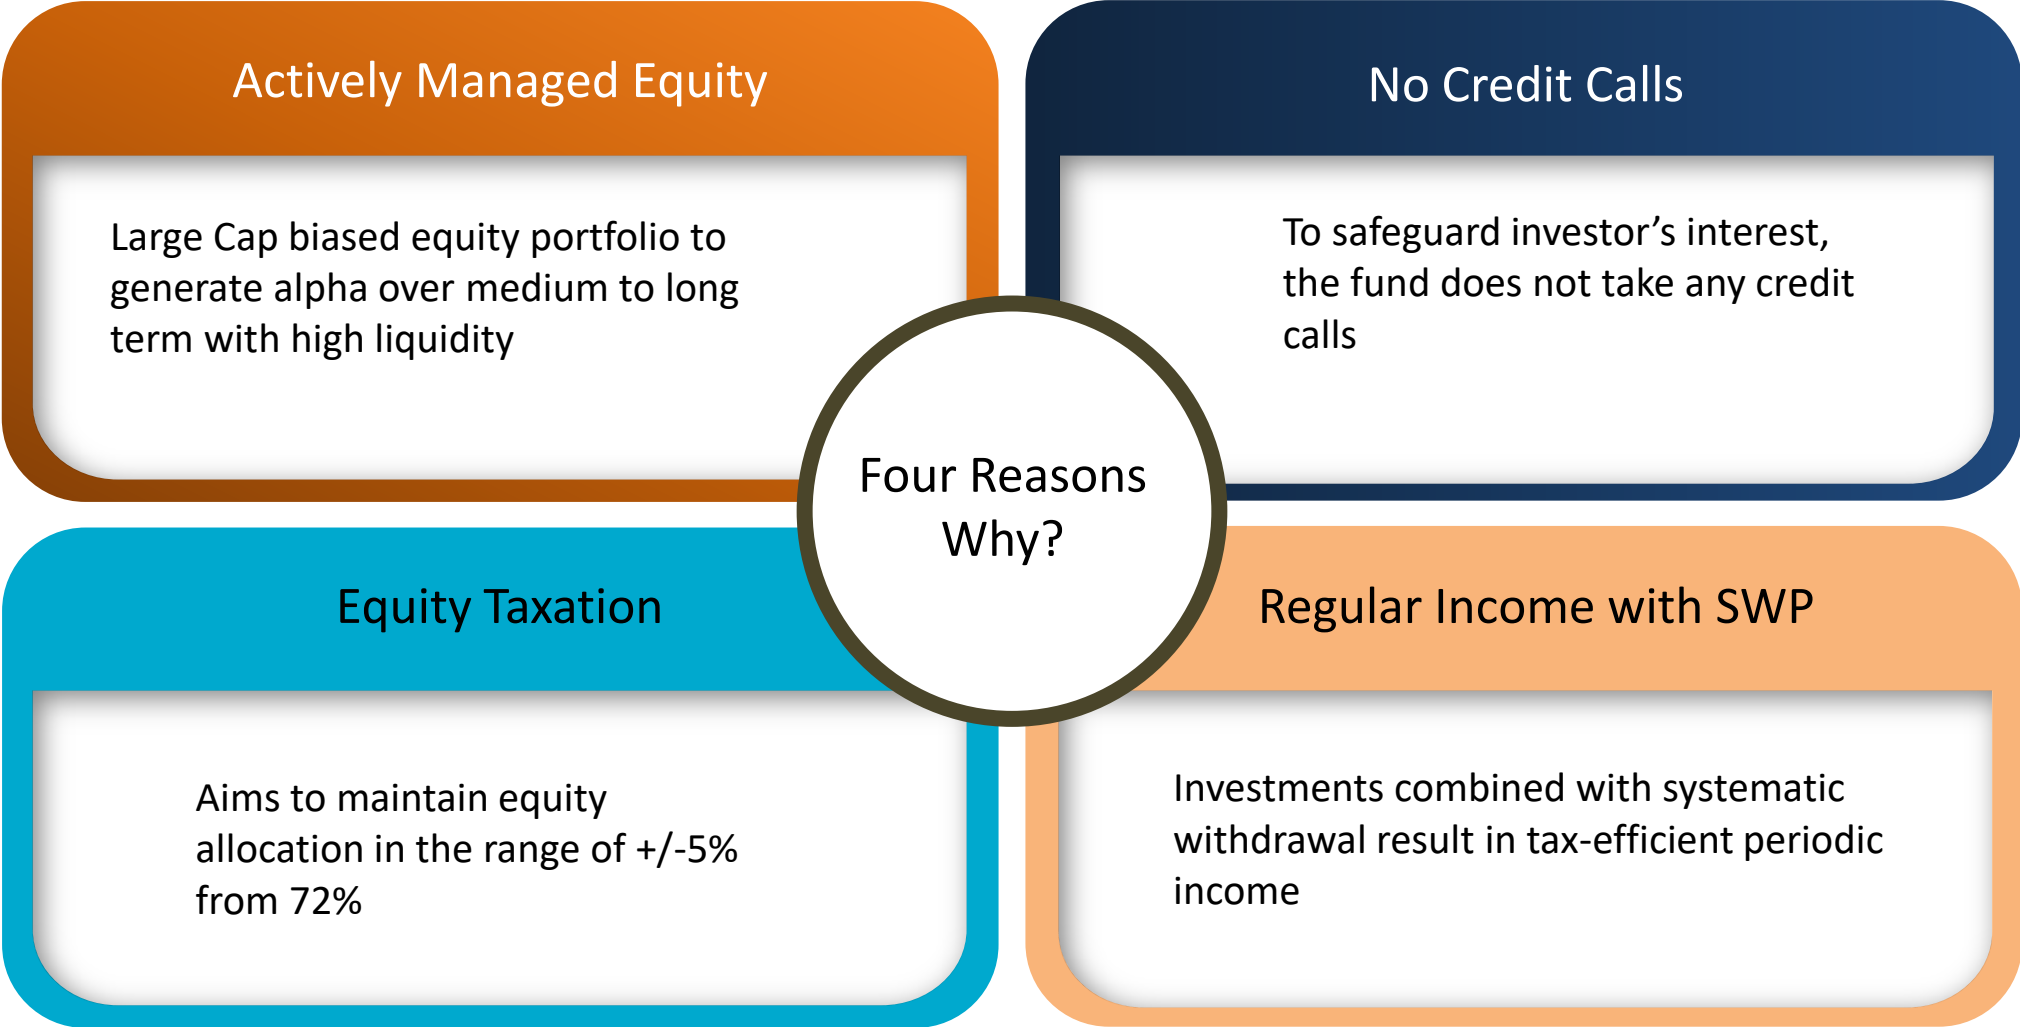 Actively Managed Equity
Large Cap biased equity portfolio to
generate alpha over medium to long
term with high liquidity
No Credit Calls
To safeguard investor’s interest,
the fund does not take any credit
calls
Four Reasons
Why?
Equity Taxation
Aims to maintain equity
allocation in the range of +/-5%
from 72%
Regular Income with SWP
Investments combined with systematic
withdrawal result in tax-efficient periodic
income